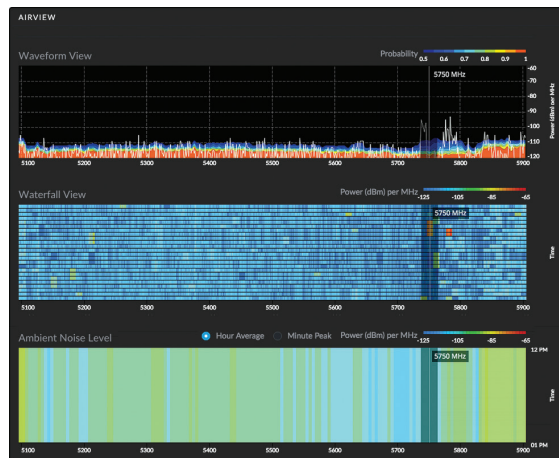 AIRVIEW
Waveform View
Probability 0.5 0.6 0.7 0.8 0.9 1
5750 MHz
-60
-70
-80
-90
-100
-110
-120
Power (dBm) per MHz
5100 5200 5300 5400 5500 5600 5700 5800 5900
Waterfall View
Power (dBm) per MHz -125 -105 -85 -65
5750 MHz
Time
5100 5200 5300 5400 5500 5600 5700 5800 5900
Ambient Noise Level
Hour Average Minute Peak Power (dBm) per MHz -125 -105 -85 -65
5750 MHz
12 PM
Time
01 PM
5100 5200 5300 5400 5500 5600 5700 5800 5900